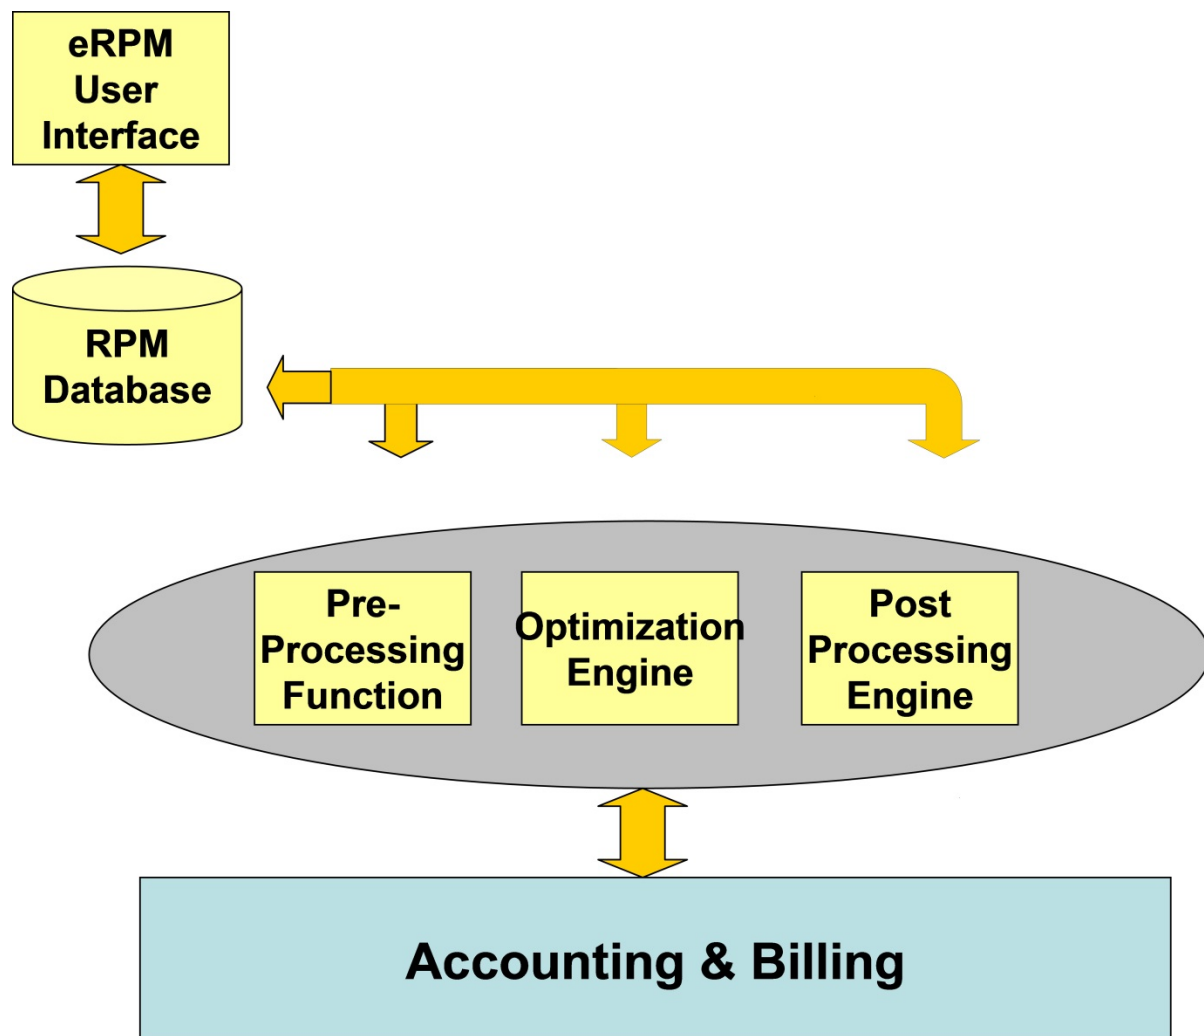 eRPM
User
Interface
RPM
Database
Pre-
Processing
Function
Optimization
Engine
Post
Processing
Engine
Accounting & Billing